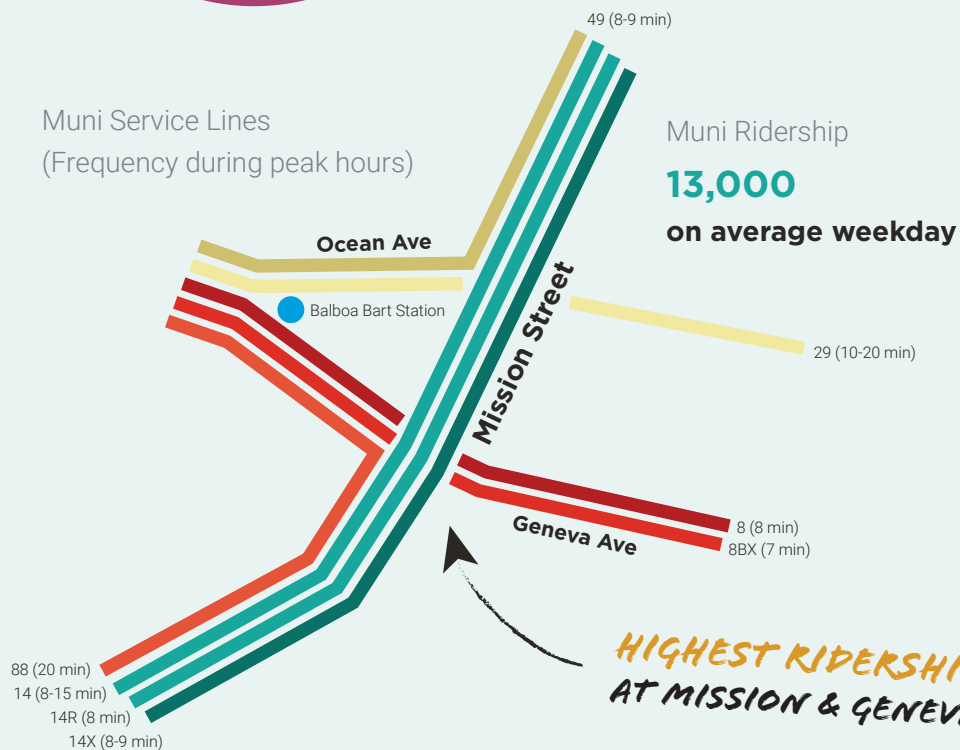 49 (8-9 min)
Muni Service Lines
(Frequency during peak hours)
Muni Ridership
13,000
on average weekday
Ocean Ave
Balboa Bart Station
Mission Street
29 (10-20 min)
8 (8 min)
8BX (7 min)
Geneva Ave
HIGHEST
AT MISSION & 
88 (20 min)
14 (8-15 min)
14R (8 min)
14X (8-9 min)